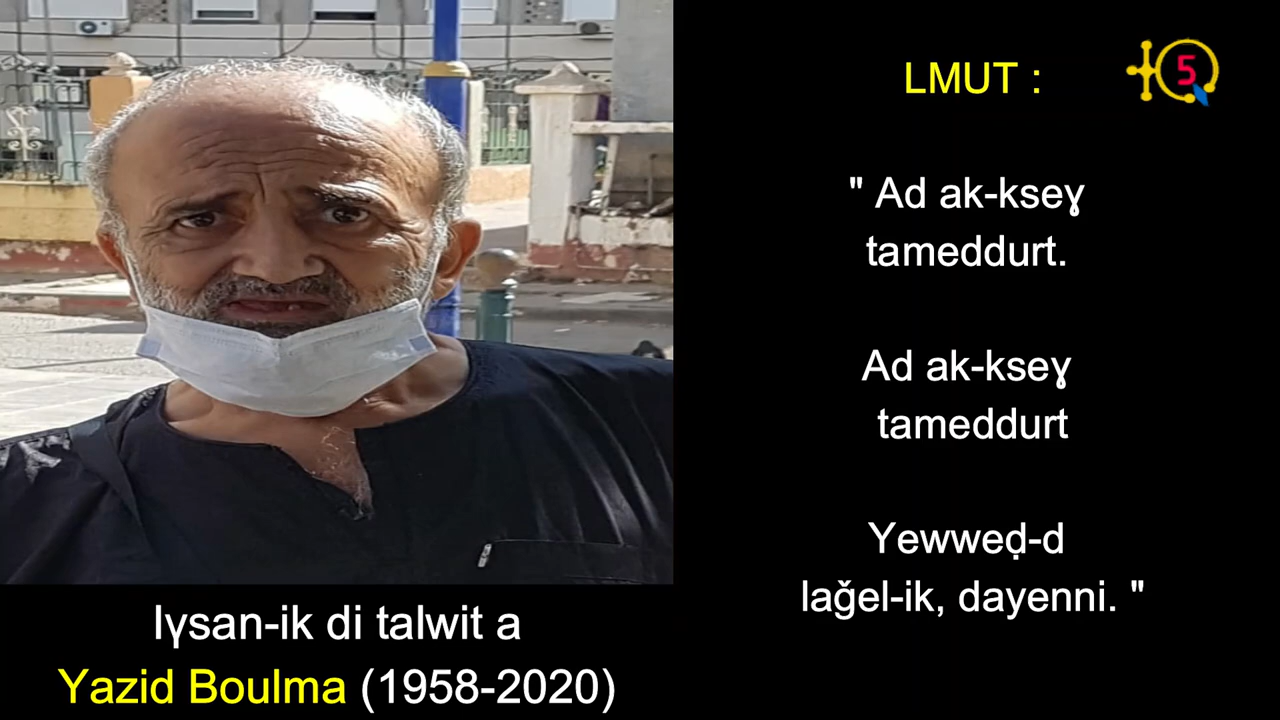 LMUT :
" Ad ak-kseɣ
tameddurt.
Ad ak-kseɣ
tameddurt
Yewweḍ-d
laǧel-ik, dayenni. "
Iɣsan-ik di talwit a
Yazid Boulma (1958-2020)
5